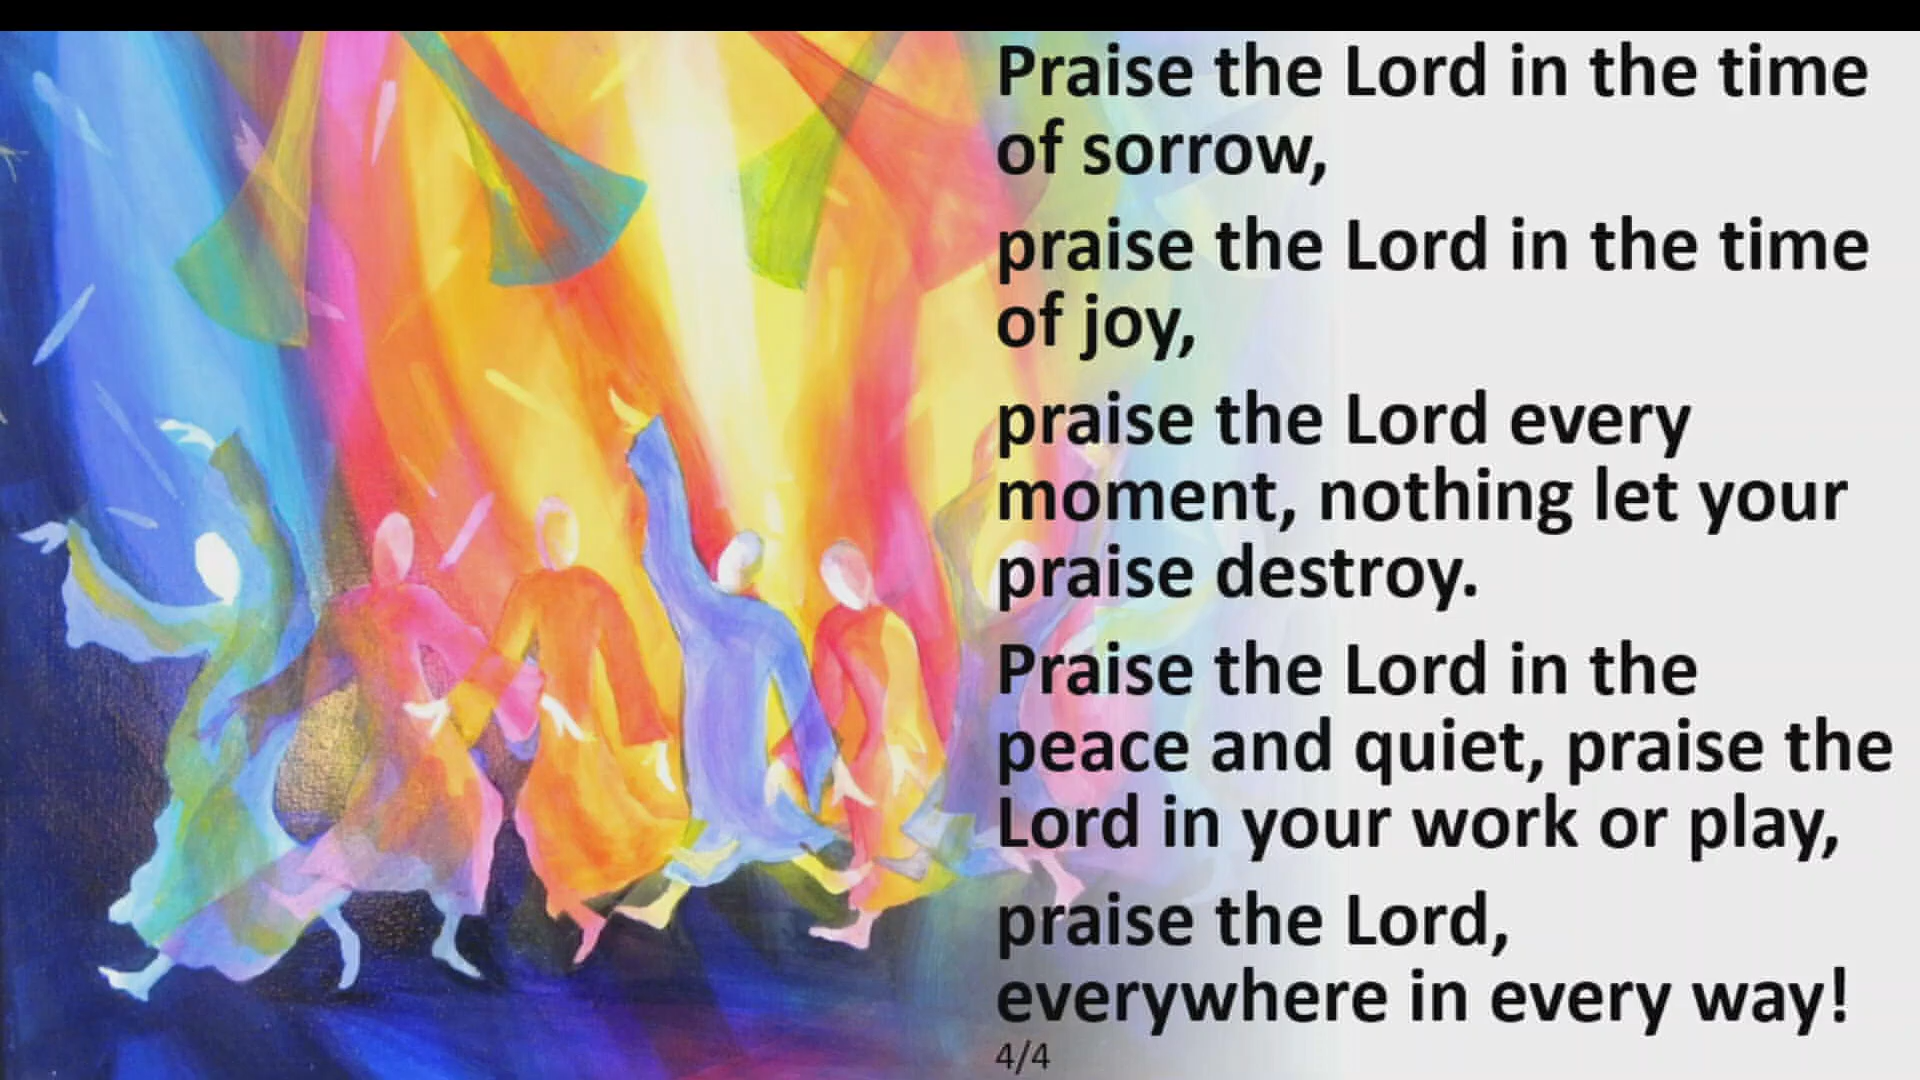 Praise the Lord in the time
of sorrow,
praise the Lord in the time
of joy,
praise the Lord every
moment, nothing let your
praise destroy.
Praise the Lord in the
peace and quiet, praise the
Lord in your work or play,
praise the Lord,
everywhere in every way!
4/4